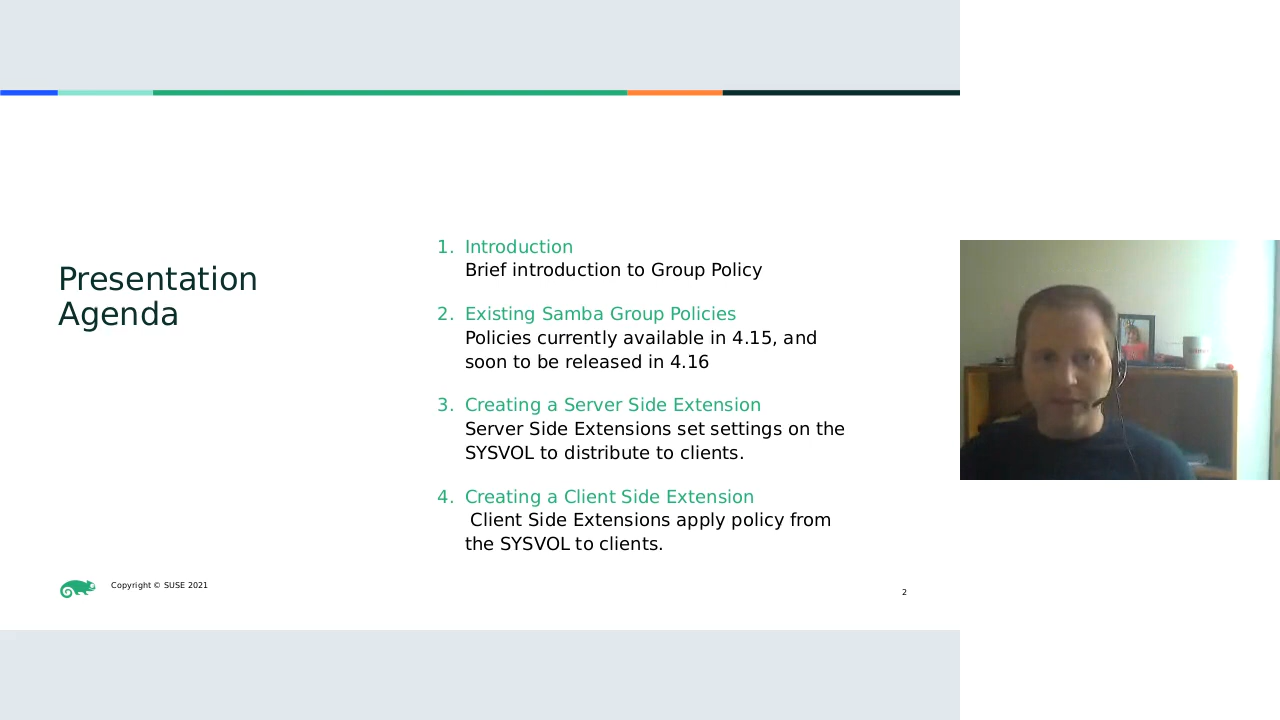 Presentation
Agenda
1. Introduction
Brief introduction to Group Policy
2. Existing Samba Group Policies
Policies currently available in 4.15, and
soon to be released in 4.16
3. Creating a Server Side Extension
Server Side Extensions set settings on the
SYSVOL to distribute to clients.
4. Creating a Client Side Extension
Client Side Extensions apply policy from
the SYSVOL to clients.
Copyright © SUSE 2021
2